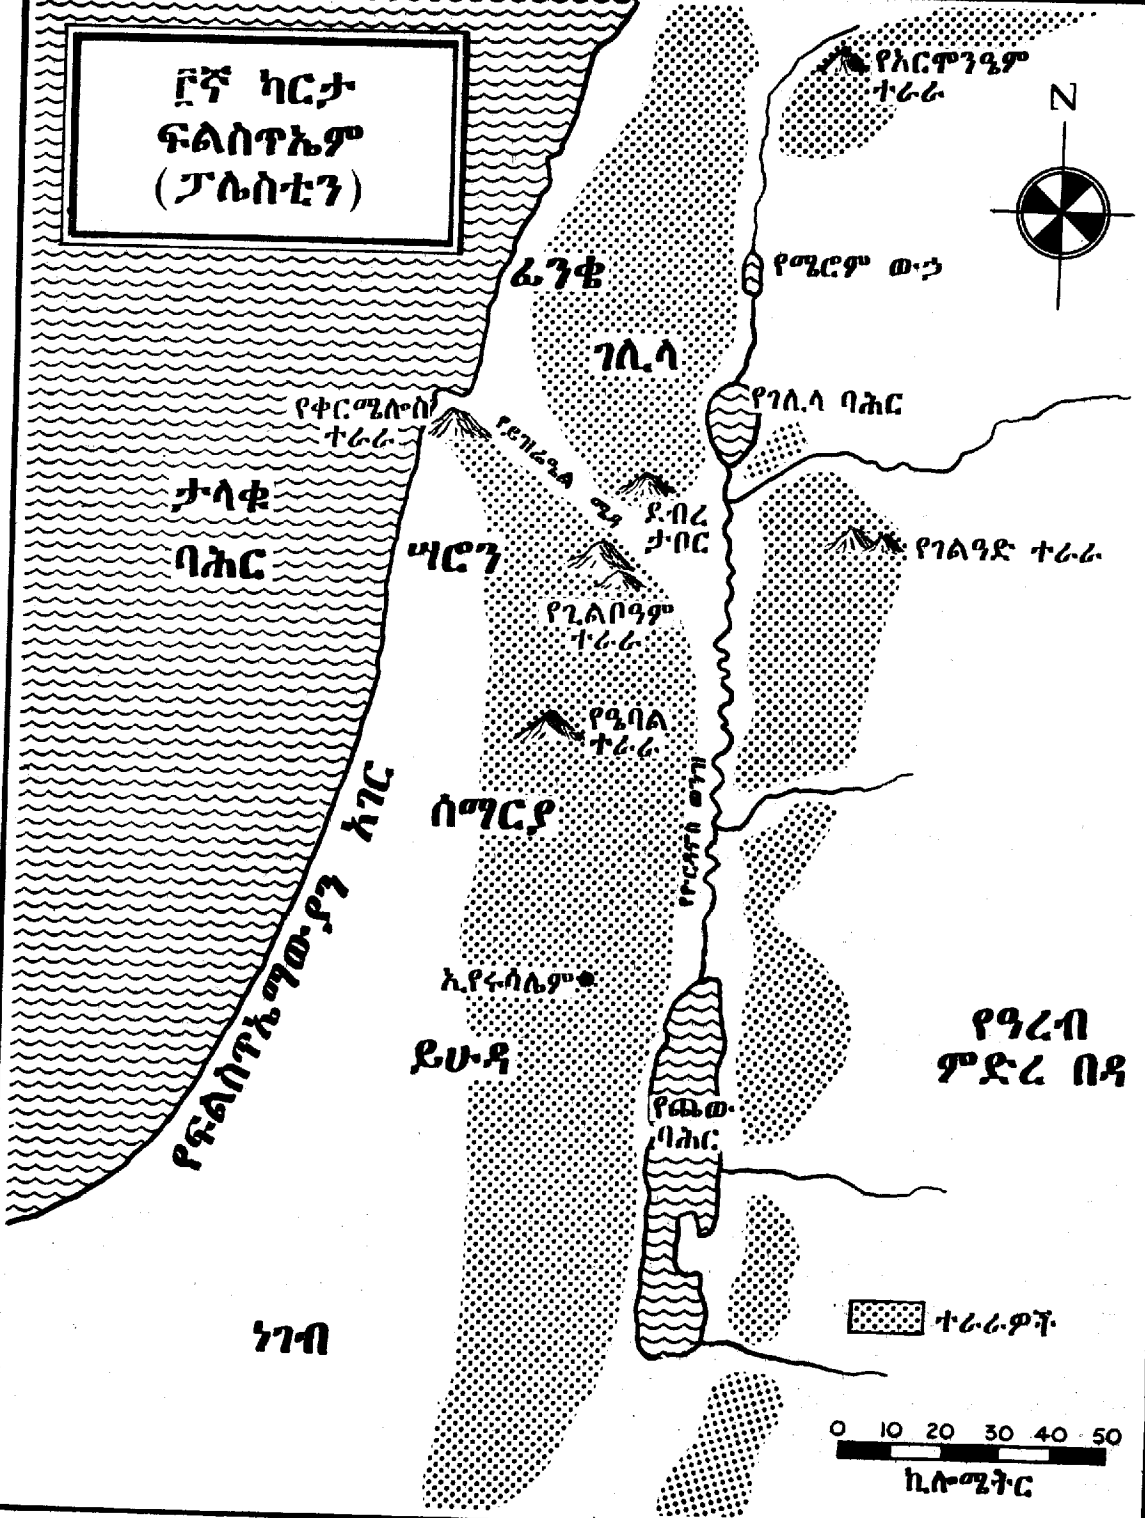 ፫ኛ ካርታ
ፍልስጥኤም
(ፓሌስቲን)
የአርሞንዔም
ተራራ
N
የሜሮም ውኃ
ፊንቄ
ገሊላ
የገሊላ ባሕር
የቀርሜሎስ
ተራራ
የይዝራኤል ሜዳ
ደብረ
ታቦር
ታላቁ
ባሕር
ሣሮን
የገልዓድ ተራራ
የጊልቦዓም
ተራራ
የዔባል
ተራራ
ሰማርያ
የዮርዳኖስ ወንዝ
የፍልስጥኤማውያን አገር
ኢየሩሳሌም
ይሁዳ
የዓረብ
ምድረ በዳ
የጨው
ባሕር
ነገብ
ተራራዎች
0 10 20 30 40 50
ኪሎሜትር